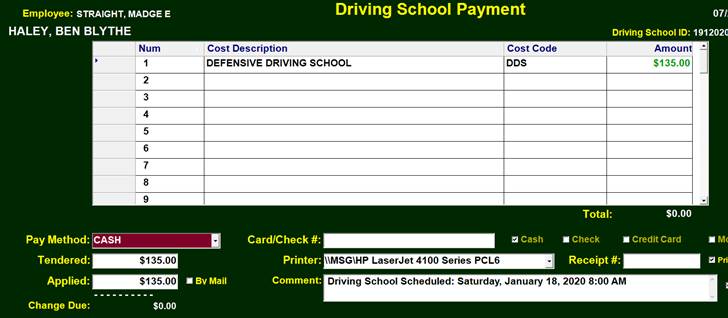 Driving School Payment
Employee: STRAIGHT, MADGE E
07/
HALEY, BEN BLYTHE
Driving School ID: 1912020
Num Cost Description Cost Code Amount
1 DEFENSIVE DRIVING SCHOOL DDS $135.00
2
3
4
5
6
7
8
9
Total: $0.00
Pay Method: CASH Card/Check #: Cash Check Credit Card Mo
Tendered: $135.00 Printer: \\MSG\HP LaserJet 4100 Series PCL6 Receipt #: Pri
Applied: $135.00 By Mail Comment: Driving School Scheduled: Saturday, January 18, 2020 8:00 AM
Change Due: $0.00